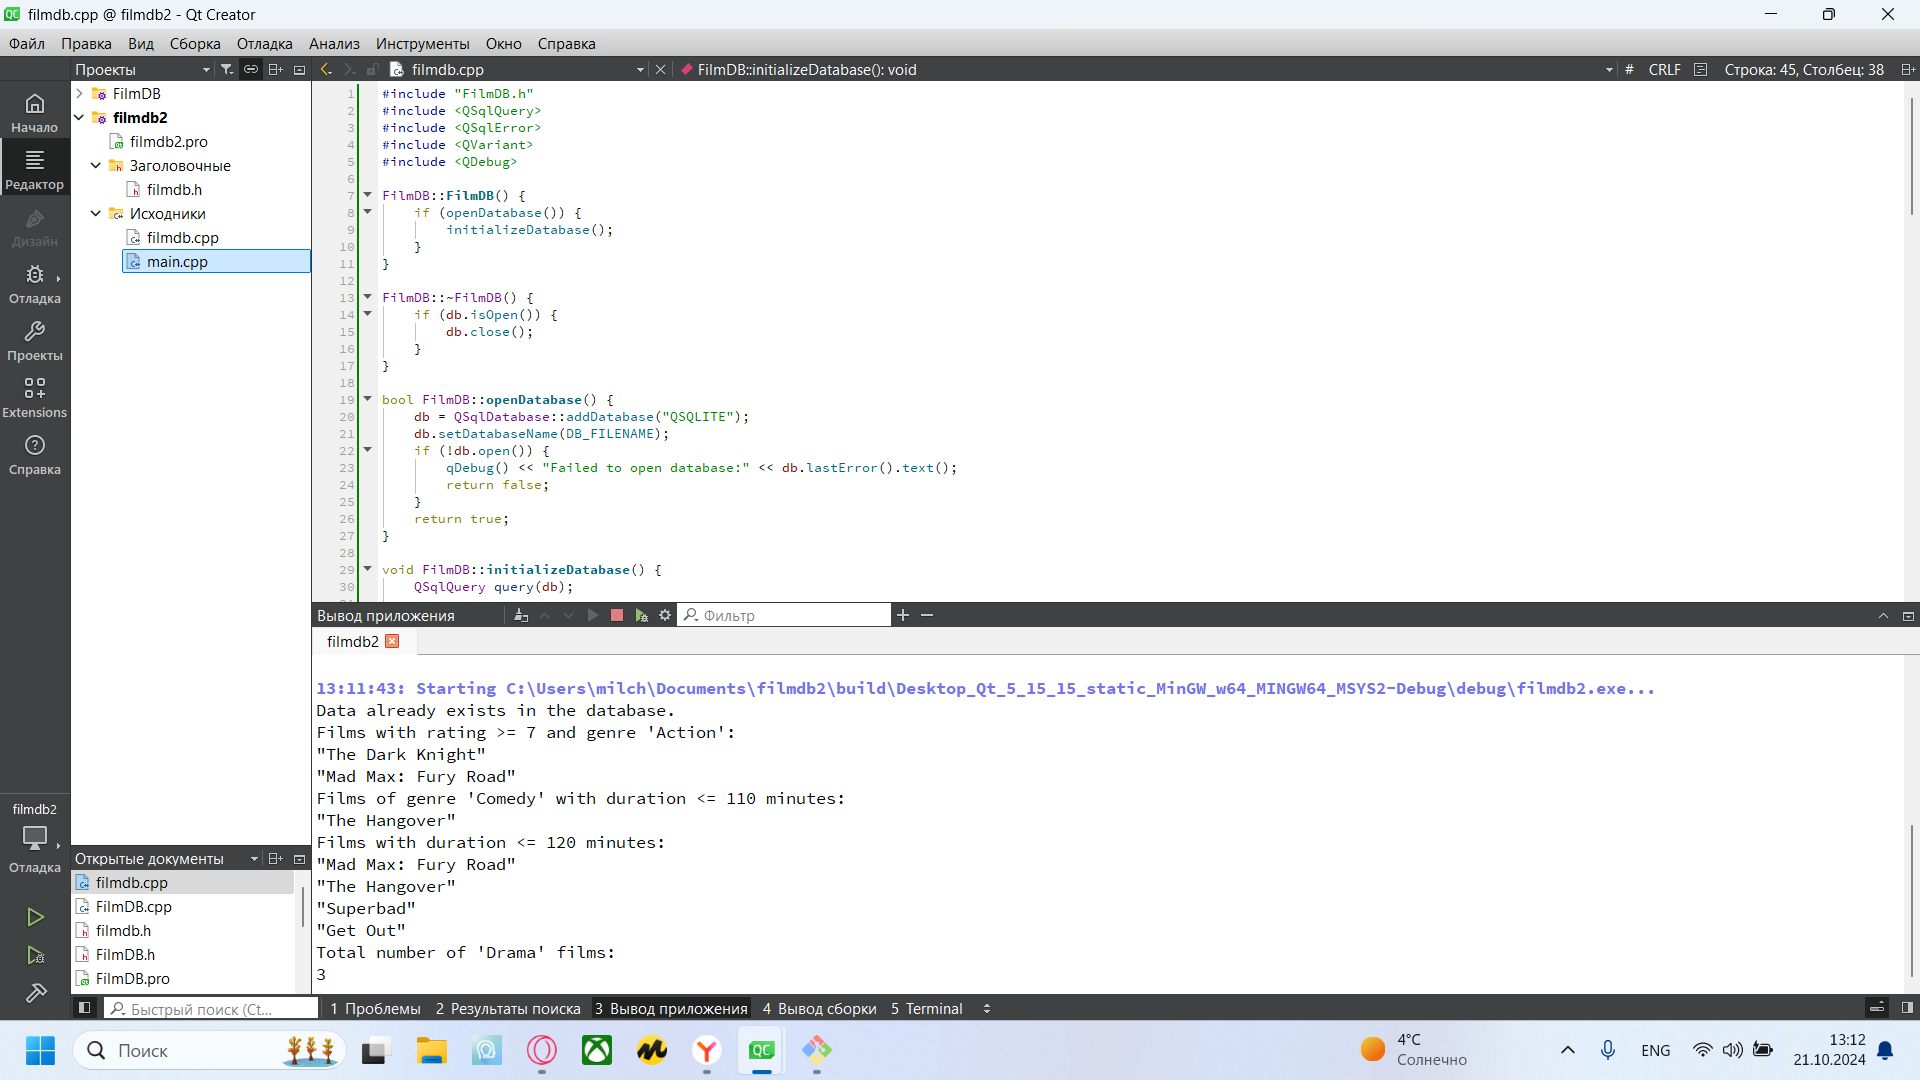 filmdb.cpp @ filmdb2 - Qt Creator
Файл Правка Вид Сборка Отладка Анализ Инструменты Окно Справка
Проекты
filmdb.cpp
FilmDB::initializeDatabase(): void
# CRLF Строка: 45, Столбец: 38
Начало
Редактор
Дизайн
Отладка
Проекты
Extensions
Справка
filmdb2
Отладка
FilmDB
filmdb2
filmdb2.pro
Заголовочные
filmdb.h
Исходники
filmdb.cpp
main.cpp
Открытые документы
filmdb.cpp
FilmDB.cpp
filmdb.h
FilmDB.h
FilmDB.pro
1 #include "FilmDB.h"
2 #include <QSqlQuery>
3 #include <QSqlError>
4 #include <QVariant>
5 #include <QDebug>
6
7 FilmDB::FilmDB() {
8 if (openDatabase()) {
9 initializeDatabase();
10 }
11 }
12
13 FilmDB::~FilmDB() {
14 if (db.isOpen()) {
15 db.close();
16 }
17 }
18
19 bool FilmDB::openDatabase() {
20 db = QSqlDatabase::addDatabase("QSQLITE");
21 db.setDatabaseName(DB_FILENAME);
22 if (!db.open()) {
23 qDebug() << "Failed to open database:" << db.lastError().text();
24 return false;
25 }
26 return true;
27 }
28
29 void FilmDB::initializeDatabase() {
30 QSqlQuery query(db);
Вывод приложения
Фильтр
filmdb2
13:11:43: Starting C:\Users\milch\Documents\filmdb2\build\Desktop_Qt_5_15_15_static_MinGW_w64_MINGW64_MSYS2-Debug\debug\filmdb2.exe...
Data already exists in the database.
Films with rating >= 7 and genre 'Action':
"The Dark Knight"
"Mad Max: Fury Road"
Films of genre 'Comedy' with duration <= 110 minutes:
"The Hangover"
Films with duration <= 120 minutes:
"Mad Max: Fury Road"
"The Hangover"
"Superbad"
"Get Out"
Total number of 'Drama' films:
3
Быстрый поиск (Ct...
1 Проблемы 2 Результаты поиска 3 Вывод приложения 4 Вывод сборки 5 Terminal
Поиск
4°C
Солнечно
ENG
13:12
21.10.2024